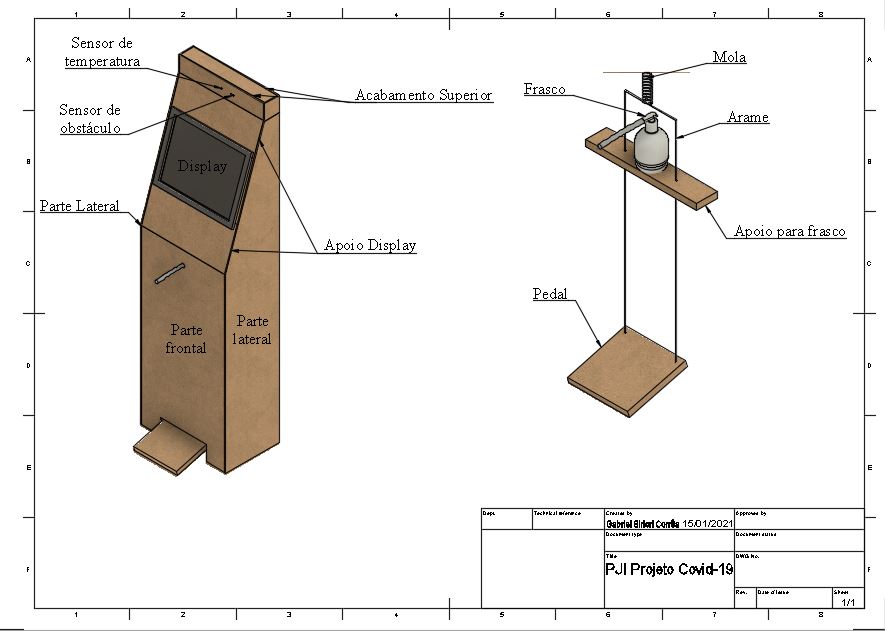 1 2 3 4 5 6 7 8
A A
Sensor de
temperatura
Mola
Frasco
Acabamento Superior
Sensor de
obstáculo
Arame
B B
Display
Parte Lateral
Apoio para frasco
Apoio Display
C C
Pedal
Parte
frontal
Parte
lateral
D D
E E
Dept.
Technical reference
Created by
15/01/2021
Approved by
Document type
Document status
Title
PJI Projeto Covid-19
DWG No.
F F
Rev.
Date of issue
Sheet
1/1
1 2 3 4 5 6 7 8